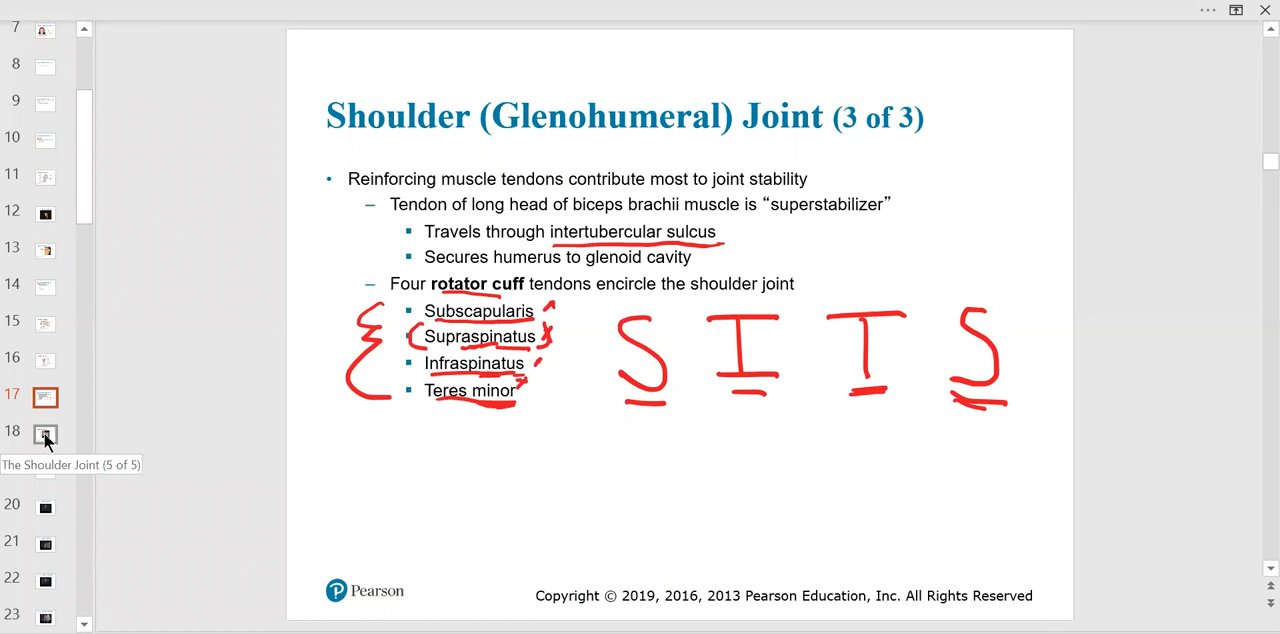 Shoulder (Glenohumeral) Joint (3 of 3)
• Reinforcing muscle tendons contribute most to joint stability
– Tendon of long head of biceps brachii muscle is “superstabilizer”
▪ Travels through intertubercular sulcus
▪ Secures humerus to glenoid cavity
– Four rotator cuff tendons encircle the shoulder joint
▪ Subscapularis
▪ Supraspinatus
▪ Infraspinatus
▪ Teres minor
S I T S
7
8
9
10
11
12
13
14
15
16
17
18
The Shoulder Joint (5 of 5)
20
21
22
23
P Pearson
Copyright © 2019, 2016, 2013 Pearson Education, Inc. All Rights Reserved